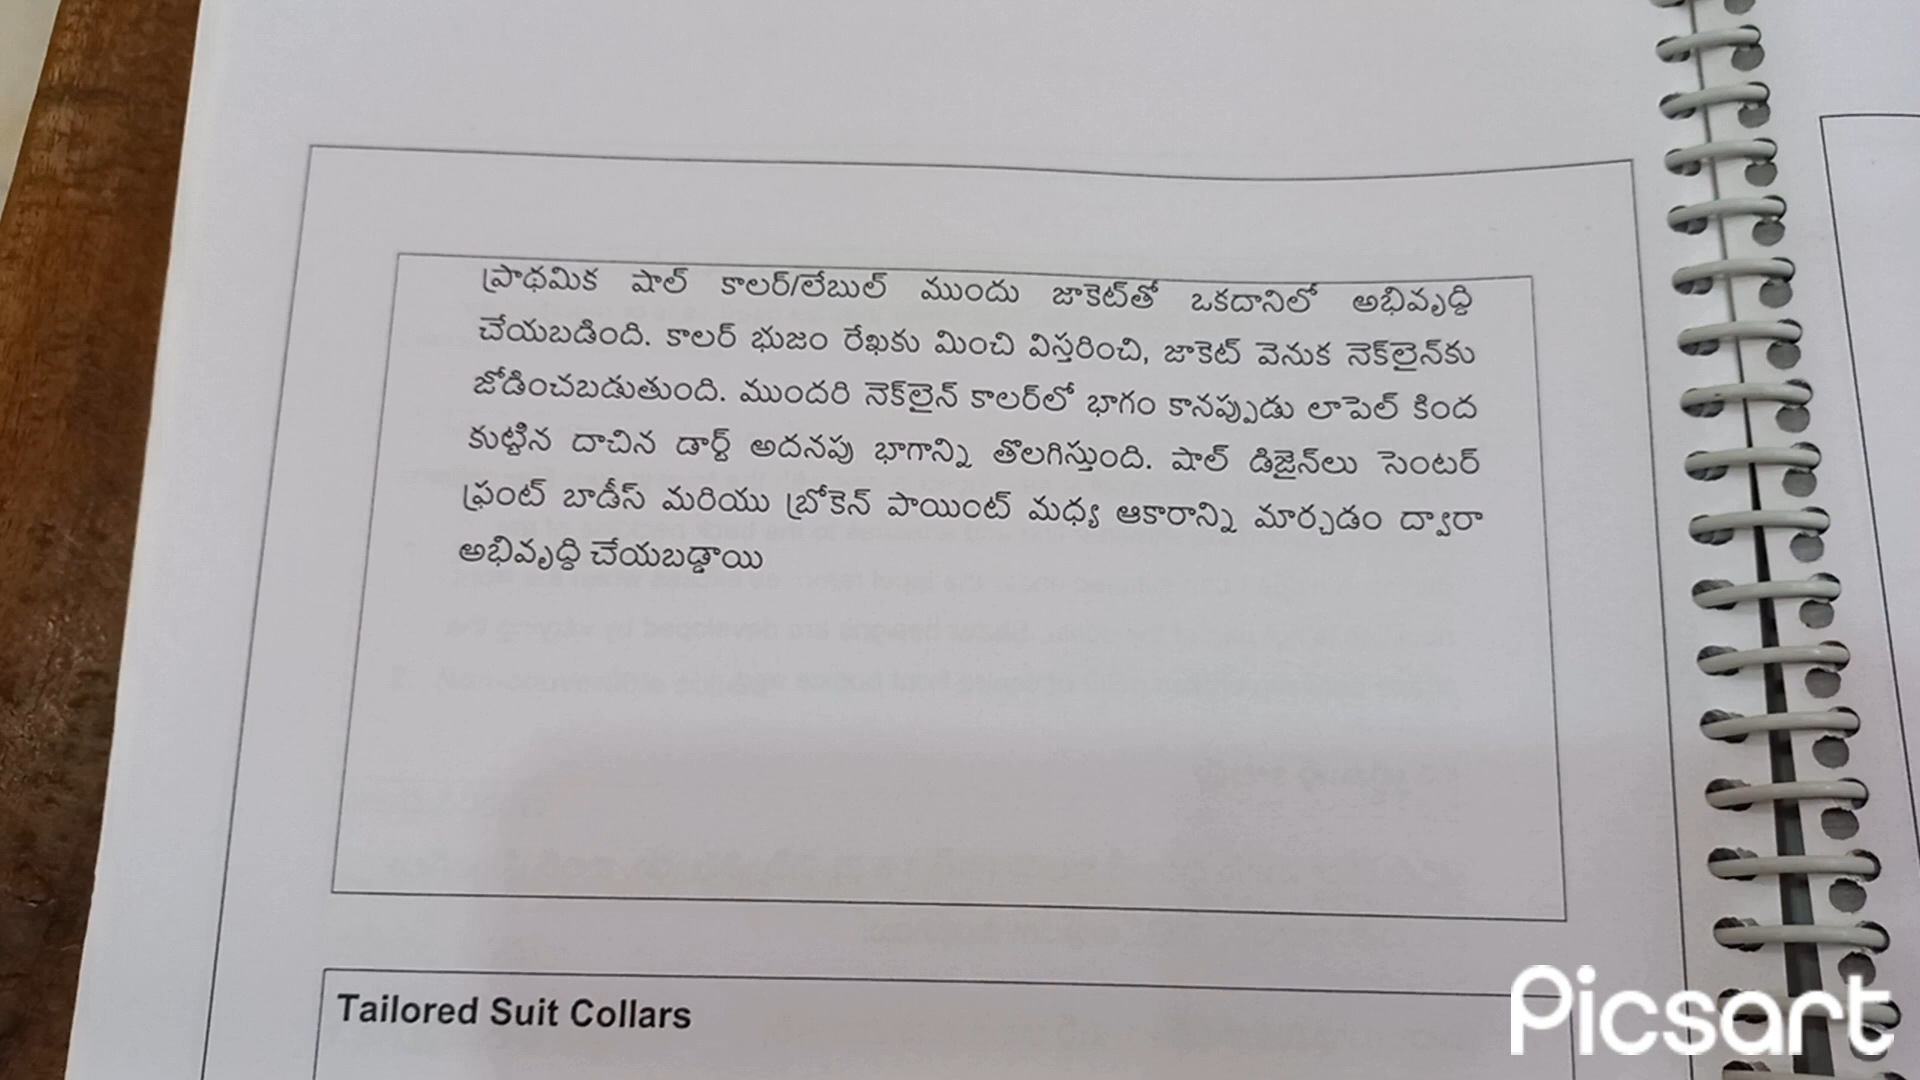 ప్రాథమిక షాల్ కాలర్/లేబుల్ ముందు జాకెట్‌తో ఒకదానిలో అభివృద్ధి
చేయబడింది. కాలర్ భుజం రేఖకు మించి విస్తరించి, జాకెట్ వెనుక నెక్‌లైన్‌కు
జోడించబడుతుంది. ముందరి నెక్‌లైన్ కాలర్‌లో భాగం కానప్పుడు లాపెల్ కింద
కుట్టిన దాచిన డార్ట్ అదనపు భాగాన్ని తొలగిస్తుంది. షాల్ డిజైన్‌లు సెంటర్
ఫ్రంట్ బాడీస్ మరియు బ్రోకెన్ పాయింట్ మధ్య ఆకారాన్ని మార్చడం ద్వారా
అభివృద్ధి చేయబడ్డాయి
Tailored Suit Collars
Picsart